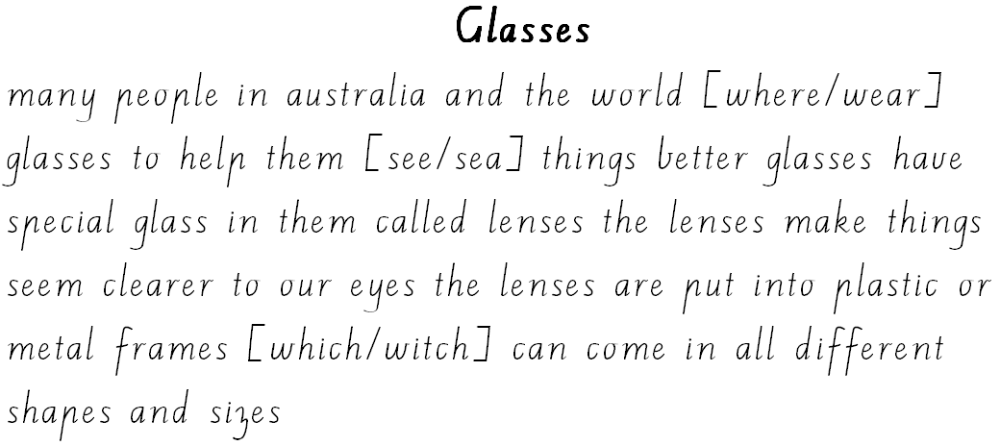 Glasses
many people in australia and the world [where/wear]
glasses to help them [see/sea] things better glasses have
special glass in them called lenses the lenses make things
seem clearer to our eyes the lenses are put into plastic or
metal frames [which/witch] can come in all different
shapes and sizes